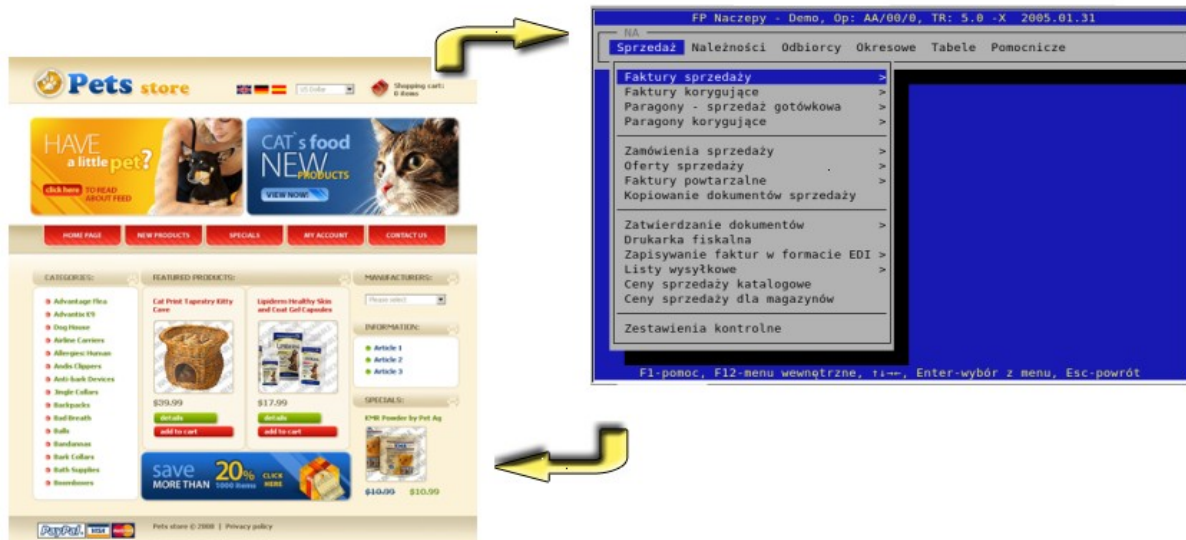 Pets store
US Dollar
Shopping cart:
0 items
HAVE
a little pet?
click here TO READ
ABOUT FEED
CAT`s food
NEW
PRODUCTS
VIEW NOW!
HOME PAGE NEW PRODUCTS SPECIALS MY ACCOUNT CONTACT US
CATEGORIES:
Advantage Flea
Advantix K9
Dog House
Airline Carriers
Allergies: Human
Andis Clippers
Anti-bark Devices
Jingle Collars
Backpacks
Bad Breath
Balls
Bandannas
Bark Collars
Bath Supplies
Boomboxes
FEATURED PRODUCTS:
Cat Print Tapestry Kitty
Cave
$39.99
details
add to cart
Lipiderm Healthy Skin
and Coat Gel Capsules
$17.99
details
add to cart
save 20%
MORE THAN 1000 items
CLICK
HERE
MANUFACTURERS:
Please select
INFORMATION:
Article 1
Article 2
Article 3
SPECIALS:
KMR Powder by Pet Ag
$10.99 $10.99
PayPal. VISA
Pets store © 2008 | Privacy policy
FP Naczepy - Demo, Op: AA/00/0, TR: 5.0 -X 2005.01.31
NA
Sprzedaż Należności Odbiorcy Okresowe Tabele Pomocnicze
Faktury sprzedaży >
Faktury korygujące >
Paragony - sprzedaż gotówkowa >
Paragony korygujące >
Zamówienia sprzedaży >
Oferty sprzedaży >
Faktury powtarzalne >
Kopiowanie dokumentów sprzedaży
Zatwierdzanie dokumentów >
Drukarka fiskalna
Zapisywanie faktur w formacie EDI >
Listy wysyłkowe >
Ceny sprzedaży katalogowe
Ceny sprzedaży dla magazynów
Zestawienia kontrolne
F1-pomoc, F12-menu wewnętrzne, ↑↓→←, Enter-wybór z menu, Esc-powrót